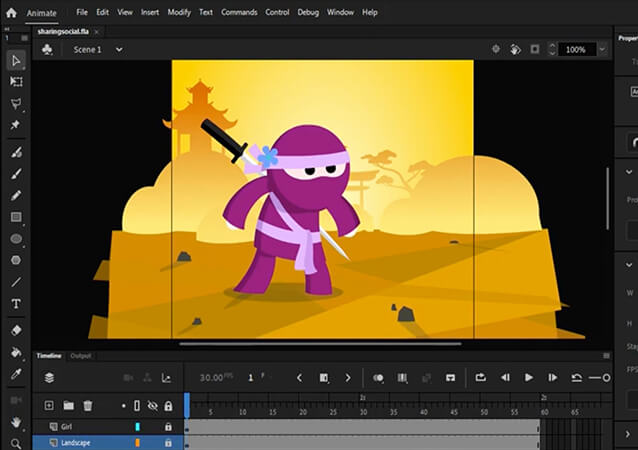 Animate File Edit View Insert Modify Text Commands Control Debug Window Help
sharingsocial.fla ×
Scene 1
100%
Timeline Output
30.00 FPS 1 F
1s 2s
5 10 15 20 25 30 35 40 45 50 55 60 65
Girl
Landscape